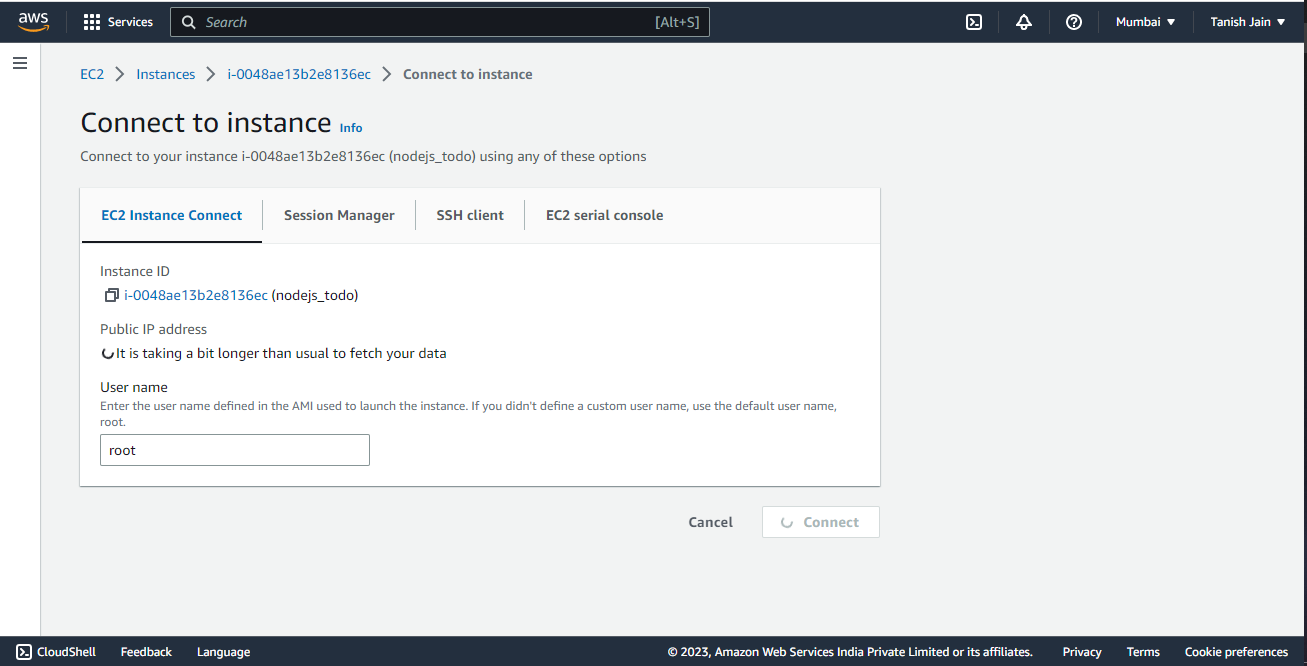 aws Services Search [Alt+S] Mumbai Tanish Jain
EC2 Instances i-0048ae13b2e8136ec Connect to instance
Connect to instance Info
Connect to your instance i-0048ae13b2e8136ec (nodejs_todo) using any of these options
EC2 Instance Connect Session Manager SSH client EC2 serial console
Instance ID
i-0048ae13b2e8136ec (nodejs_todo)
Public IP address
It is taking a bit longer than usual to fetch your data
User name
Enter the user name defined in the AMI used to launch the instance. If you didn't define a custom user name, use the default user name,
root.
root
Cancel Connect
CloudShell Feedback Language © 2023, Amazon Web Services India Private Limited or its affiliates. Privacy Terms Cookie preferences